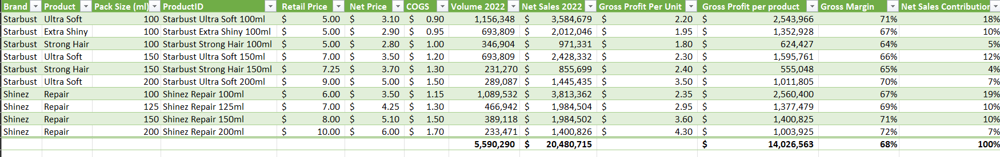 Brand Product Pack Size (ml) ProductID Retail Price Net Price COGS Volume 2022 Net Sales 2022 Gross Profit Per Unit Gross Profit per product Gross Margin Net Sales Contribution
Starbust Ultra Soft 100 Starbust Ultra Soft 100ml $ 5.00 $ 3.10 $ 0.90 1,156,348 $ 3,584,679 $ 2.20 $ 2,543,966 71% 18%
Starbust Extra Shiny 100 Starbust Extra Shiny 100ml $ 5.00 $ 2.90 $ 0.95 693,809 $ 2,012,046 $ 1.95 $ 1,352,928 67% 10%
Starbust Strong Hair 100 Starbust Strong Hair 100ml $ 5.00 $ 2.80 $ 1.00 346,904 $ 971,331 $ 1.80 $ 624,427 64% 5%
Starbust Ultra Soft 150 Starbust Ultra Soft 150ml $ 7.00 $ 3.50 $ 1.20 693,809 $ 2,428,332 $ 2.30 $ 1,595,761 66% 12%
Starbust Strong Hair 150 Starbust Strong Hair 150ml $ 7.25 $ 3.70 $ 1.30 231,270 $ 855,699 $ 2.40 $ 555,048 65% 4%
Starbust Ultra Soft 200 Starbust Ultra Soft 200ml $ 9.00 $ 5.00 $ 1.50 289,087 $ 1,445,435 $ 3.50 $ 1,011,805 70% 7%
Shinez Repair 100 Shinez Repair 100ml $ 6.00 $ 3.50 $ 1.15 1,089,532 $ 3,813,362 $ 2.35 $ 2,560,400 67% 19%
Shinez Repair 125 Shinez Repair 125ml $ 7.00 $ 4.25 $ 1.30 466,942 $ 1,984,504 $ 2.95 $ 1,377,479 69% 10%
Shinez Repair 150 Shinez Repair 150ml $ 8.00 $ 5.10 $ 1.50 389,118 $ 1,984,502 $ 3.60 $ 1,400,825 71% 10%
Shinez Repair 200 Shinez Repair 200ml $ 10.00 $ 6.00 $ 1.70 233,471 $ 1,400,826 $ 4.30 $ 1,003,925 72% 7%
5,590,290 $ 20,480,715 $ 14,026,563 68% 100%